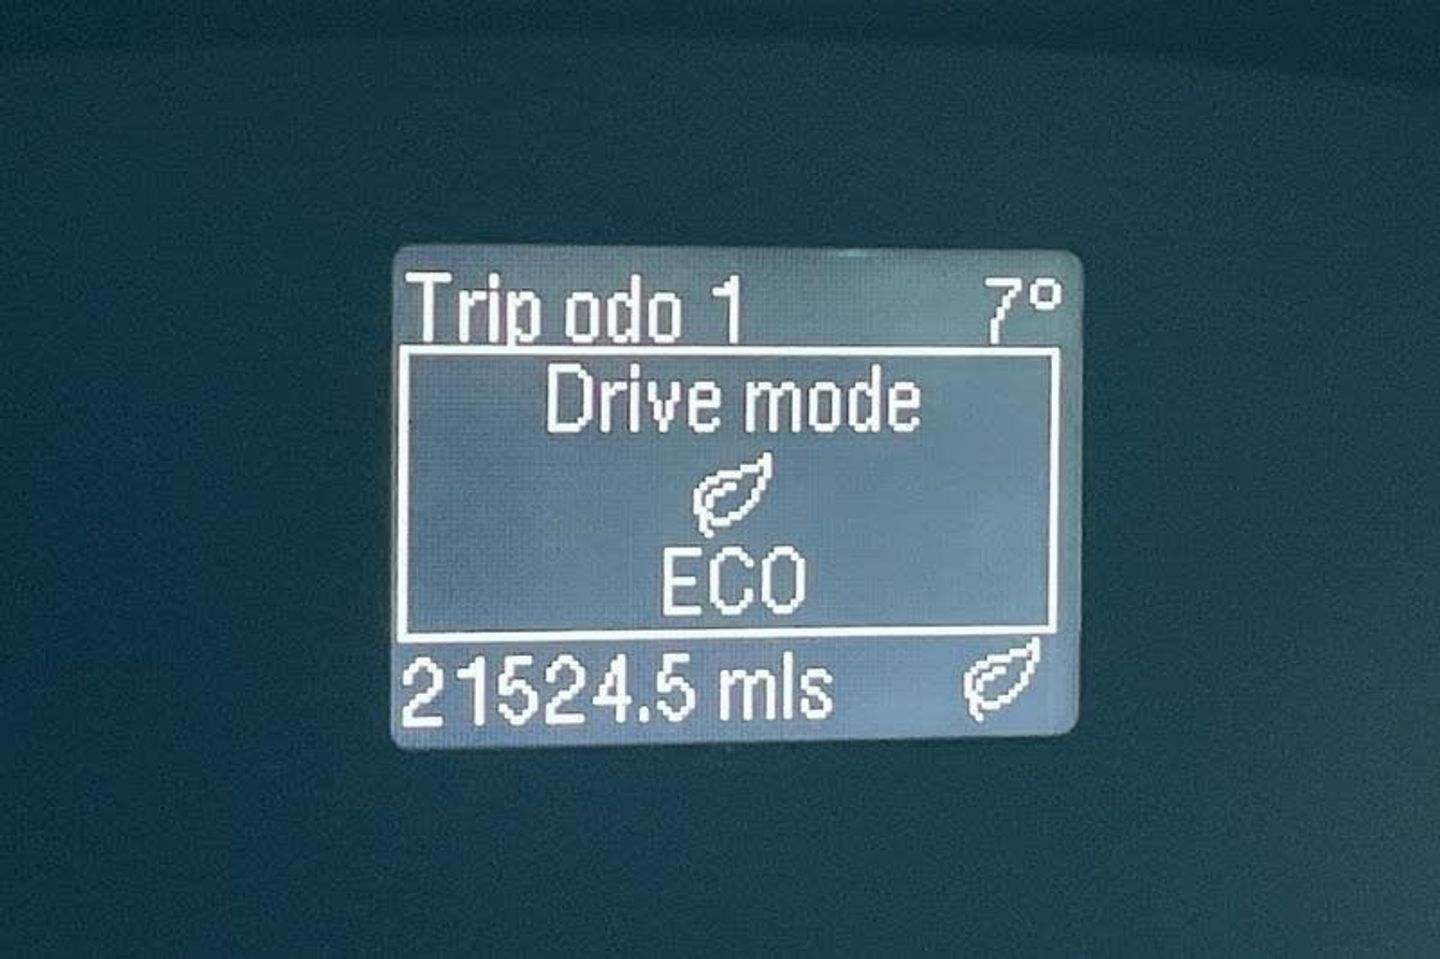 Trip odo 1 7°
Drive mode
ECO
21524.5 mls